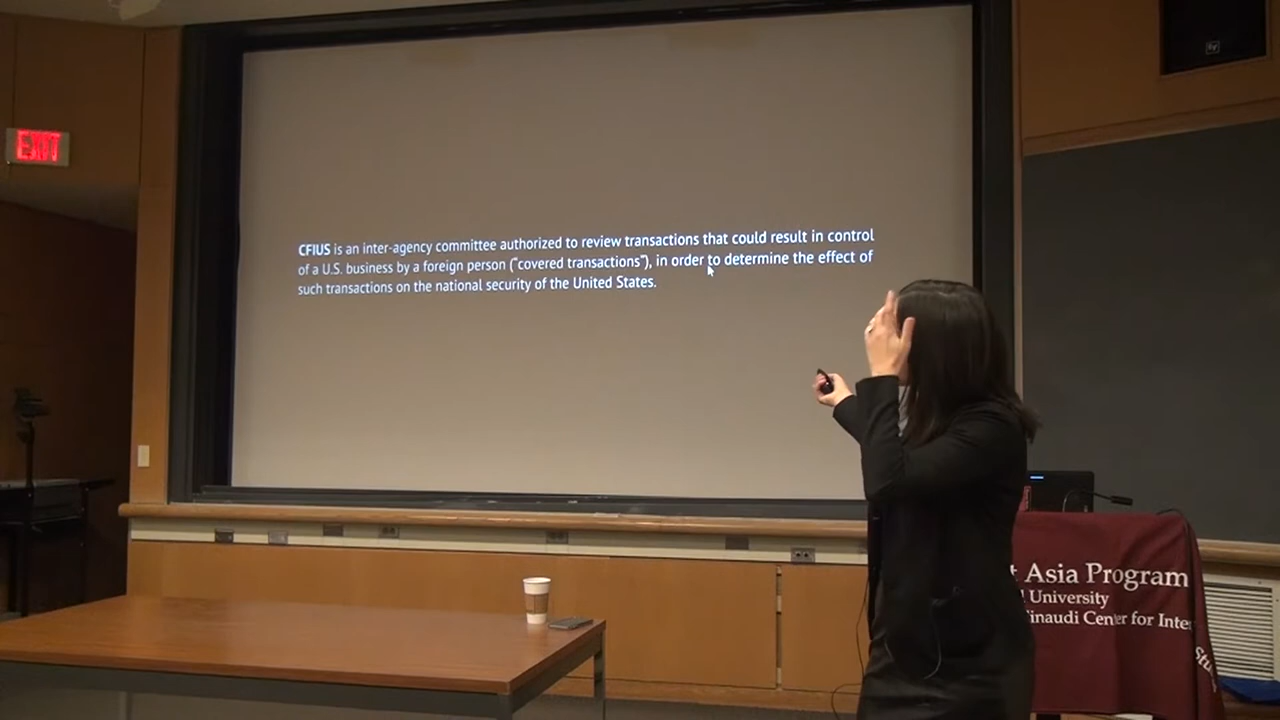 EXIT
CFIUS is an inter-agency committee authorized to review transactions that could result in control
of a U.S. business by a foreign person ("covered transactions"), in order to determine the effect of
such transactions on the national security of the United States.
t Asia Program
l University
Einaudi Center for Inter
Stu